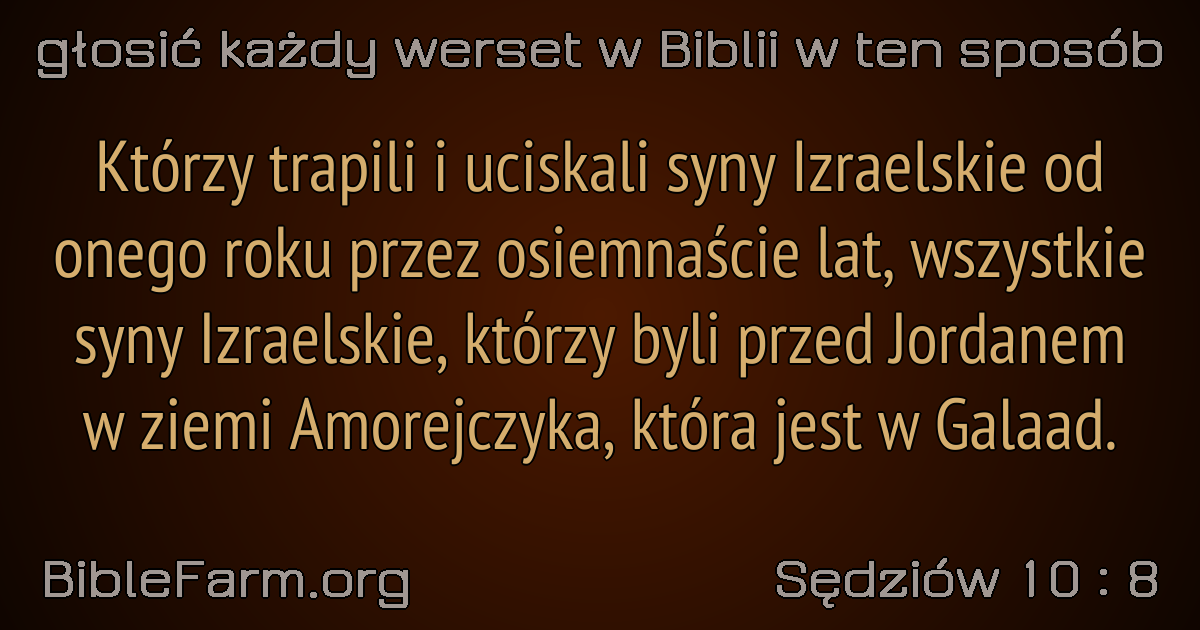 głosić każdy werset w Biblii w ten sposób
Którzy trapili i uciskali syny Izraelskie od
onego roku przez osiemnaście lat, wszystkie
syny Izraelskie, którzy byli przed Jordanem
w ziemi Amorejczyka, która jest w Galaad.
BibleFarm.org
Sędziów 10 : 8